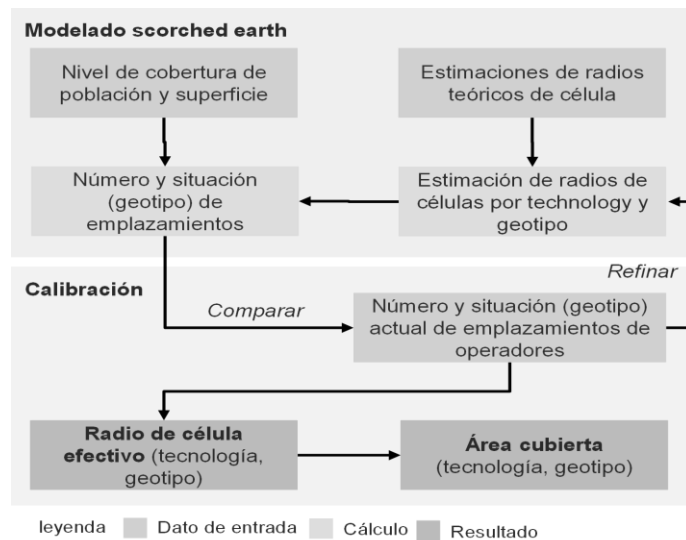 Modelado scorched earth
Nivel de cobertura de
población y superficie
Estimaciones de radios
teóricos de célula
Número y situación
(geotipo) de
emplazamientos
Estimación de radios de
células por technology y
geotipo
Refinar
Calibración
Comparar
Número y situación (geotipo)
actual de emplazamientos de
operadores
Radio de célula
efectivo (tecnología,
geotipo)
Área cubierta
(tecnología, geotipo)
leyenda Dato de entrada Cálculo Resultado